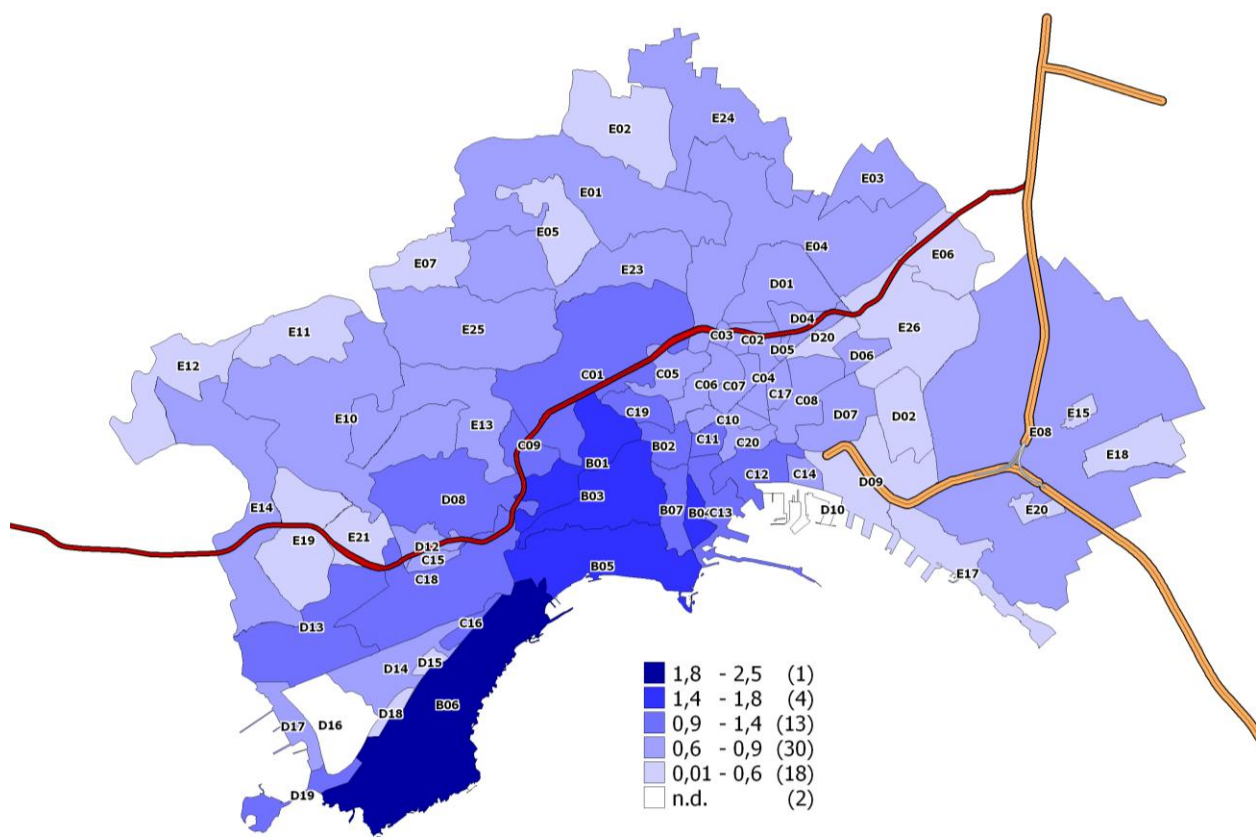 E24
E02
E03
E01
E05
E04
E06
E07
E23
D01
D04
E26
E11
E25
C03
C02
D20
D05
D06
E12
C01
C05
C04
C06
C07
C17
C08
C19
D07
D02
E15
E10
E13
C10
C09
B02
C11
C20
E08
E18
B01
C12
C14
D09
D08
B03
E14
B07
B04
C13
D10
E20
E19
E21
D12
C15
B05
E17
C18
D13
C16
D14
D15
B06
D18
D17
D16
D19
1,8 - 2,5 (1)
1,4 - 1,8 (4)
0,9 - 1,4 (13)
0,6 - 0,9 (30)
0,01 - 0,6 (18)
n.d. (2)